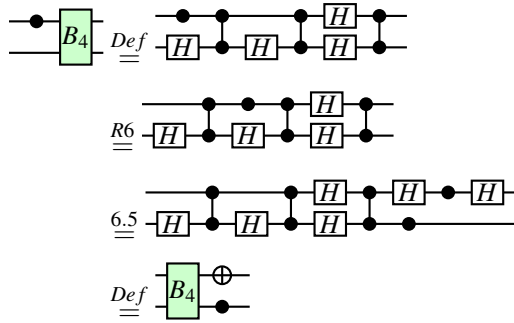 B4 Def = H H H H
R6 = H H H H
6.5 = H H H H H H
Def = B4